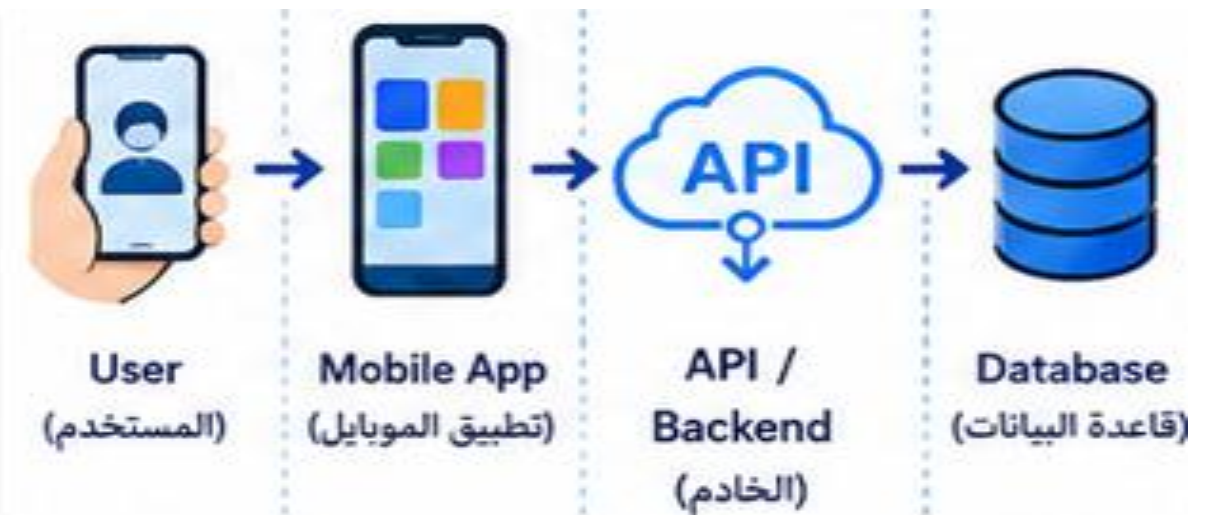 API
User
(المستخدم)
Mobile App
(تطبيق الموبايل)
API /
Backend
(الخادم)
Database
(قاعدة البيانات)